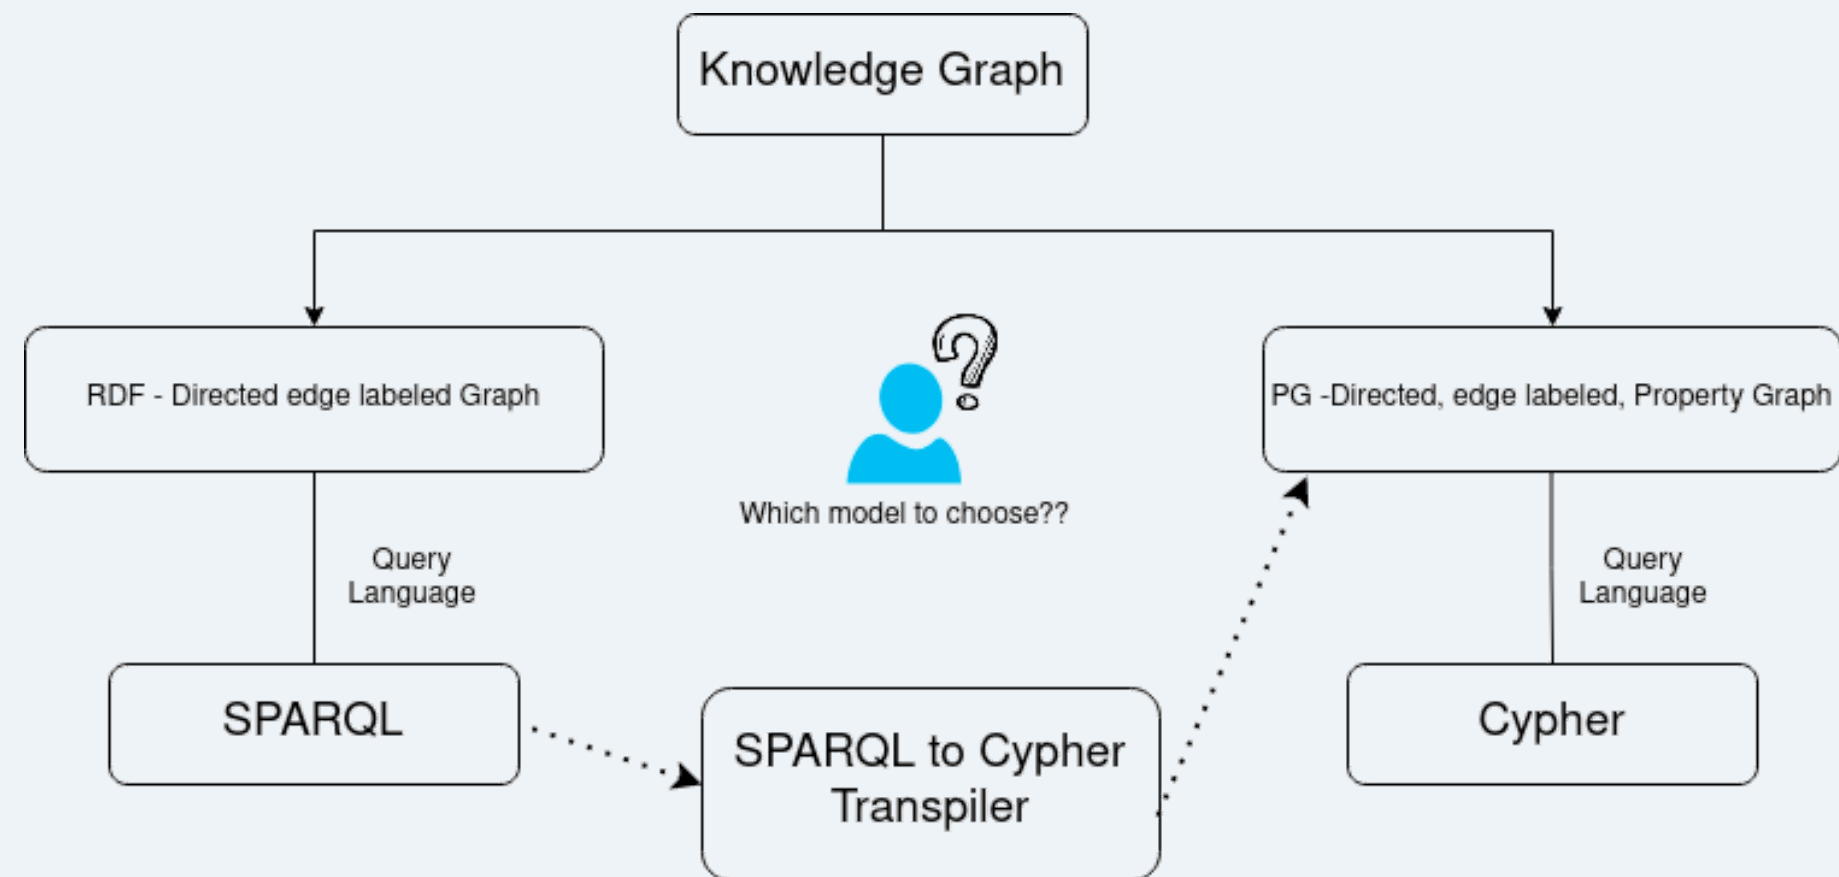 Knowledge Graph
RDF - Directed edge labeled Graph
PG -Directed, edge labeled, Property Graph
Which model to choose??
Query
Language
Query
Language
SPARQL
SPARQL to Cypher
Transpiler
Cypher